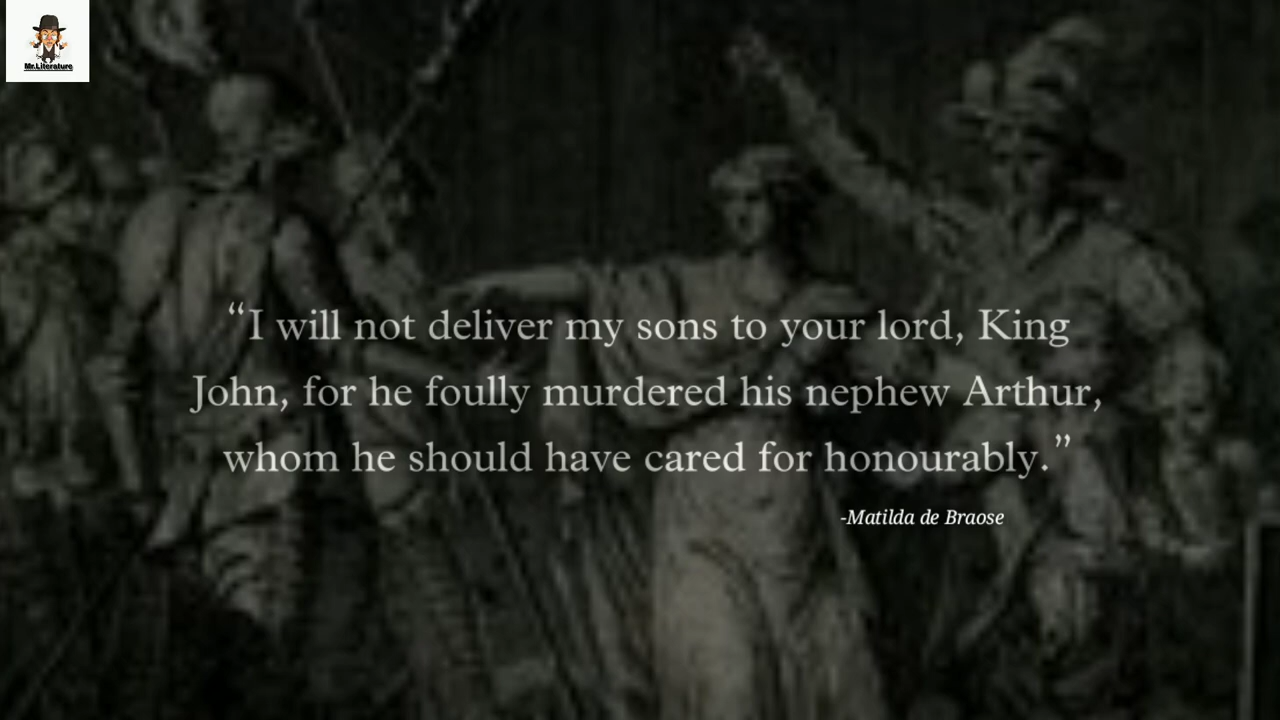 Mr.Literature
“I will not deliver my sons to your lord, King
John, for he foully murdered his nephew Arthur,
whom he should have cared for honourably.”
-Matilda de Braose